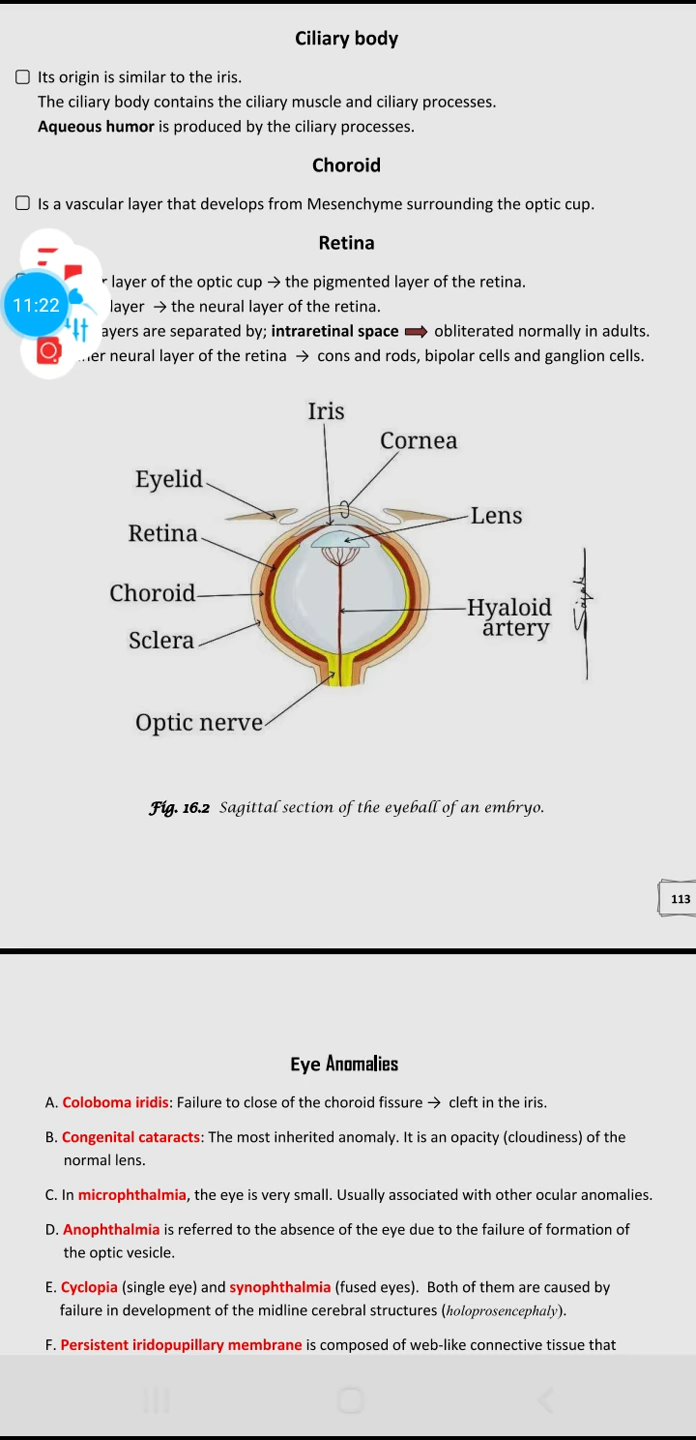 Ciliary body
Its origin is similar to the iris.
The ciliary body contains the ciliary muscle and ciliary processes.
Aqueous humor is produced by the ciliary processes.
Choroid
Is a vascular layer that develops from Mesenchyme surrounding the optic cup.
Retina
layer of the optic cup → the pigmented layer of the retina.
11:22
layer → the neural layer of the retina.
ayers are separated by; intraretinal space ➡ obliterated normally in adults.
er neural layer of the retina → cons and rods, bipolar cells and ganglion cells.
Iris
Cornea
Eyelid
Lens
Retina
Choroid
Hyaloid
artery
Sclera
Optic nerve
Fig. 16.2 Sagittal section of the eyeball of an embryo.
113
Eye Anomalies
A. Coloboma iridis: Failure to close of the choroid fissure → cleft in the iris.
B. Congenital cataracts: The most inherited anomaly. It is an opacity (cloudiness) of the
normal lens.
C. In microphthalmia, the eye is very small. Usually associated with other ocular anomalies.
D. Anophthalmia is referred to the absence of the eye due to the failure of formation of
the optic vesicle.
E. Cyclopia (single eye) and synophthalmia (fused eyes). Both of them are caused by
failure in development of the midline cerebral structures (holoprosencephaly).
F. Persistent iridopupillary membrane is composed of web-like connective tissue that